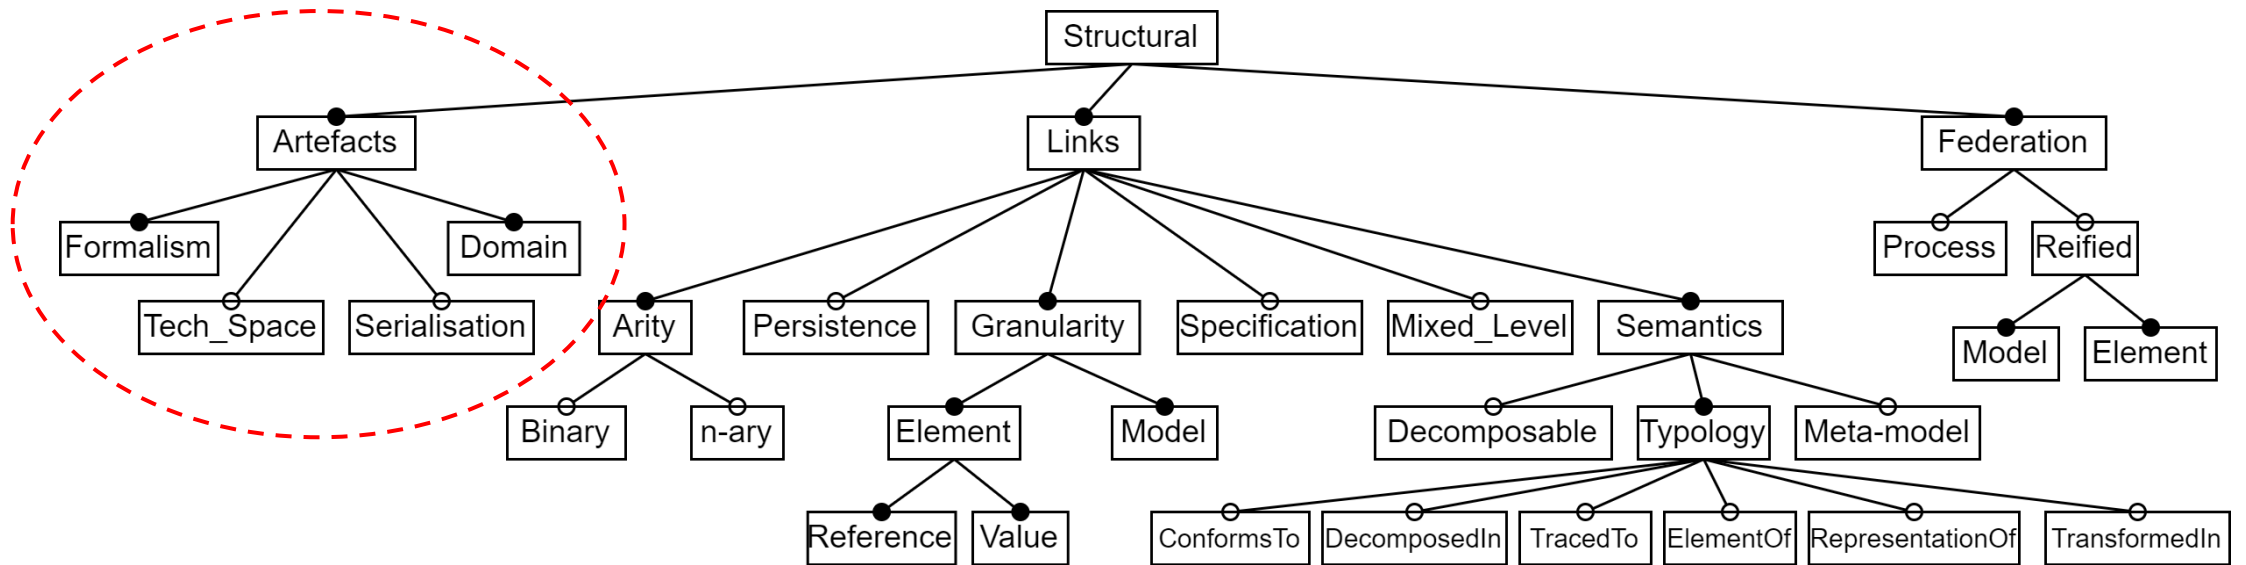 Structural
Artefacts
Links
Federation
Formalism
Domain
Process
Reified
Tech_Space
Serialisation
Arity
Persistence
Granularity
Specification
Mixed_Level
Semantics
Model
Element
Binary
n-ary
Element
Model
Decomposable
Typology
Meta-model
Reference
Value
ConformsTo
DecomposedIn
TracedTo
ElementOf
RepresentationOf
TransformedIn